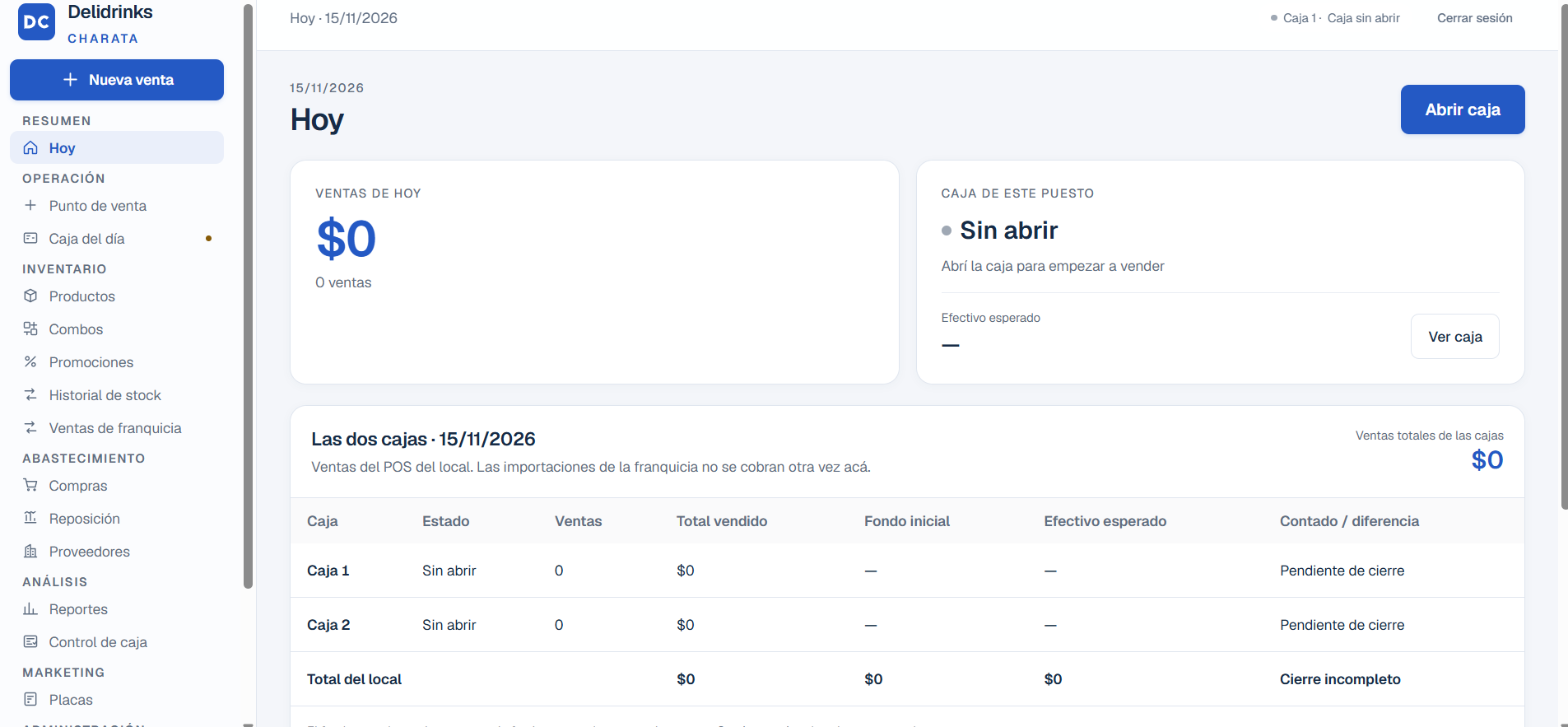 DC
Delidrinks
CHARATA
Nueva venta
RESUMEN
Hoy
OPERACIÓN
Punto de venta
Caja del día
INVENTARIO
Productos
Combos
Promociones
Historial de stock
Ventas de franquicia
ABASTECIMIENTO
Compras
Reposición
Proveedores
ANÁLISIS
Reportes
Control de caja
MARKETING
Placas
Hoy · 15/11/2026
Caja 1 · Caja sin abrir
Cerrar sesión
15/11/2026
Hoy
Abrir caja
VENTAS DE HOY
$0
0 ventas
CAJA DE ESTE PUESTO
Sin abrir
Abrí la caja para empezar a vender
Efectivo esperado
—
Ver caja
Las dos cajas · 15/11/2026
Ventas del POS del local. Las importaciones de la franquicia no se cobran otra vez acá.
Ventas totales de las cajas
$0
Caja Estado Ventas Total vendido Fondo inicial Efectivo esperado Contado / diferencia
Caja 1 Sin abrir 0 $0 — — Pendiente de cierre
Caja 2 Sin abrir 0 $0 — — Pendiente de cierre
Total del local $0 $0 $0 Cierre incompleto